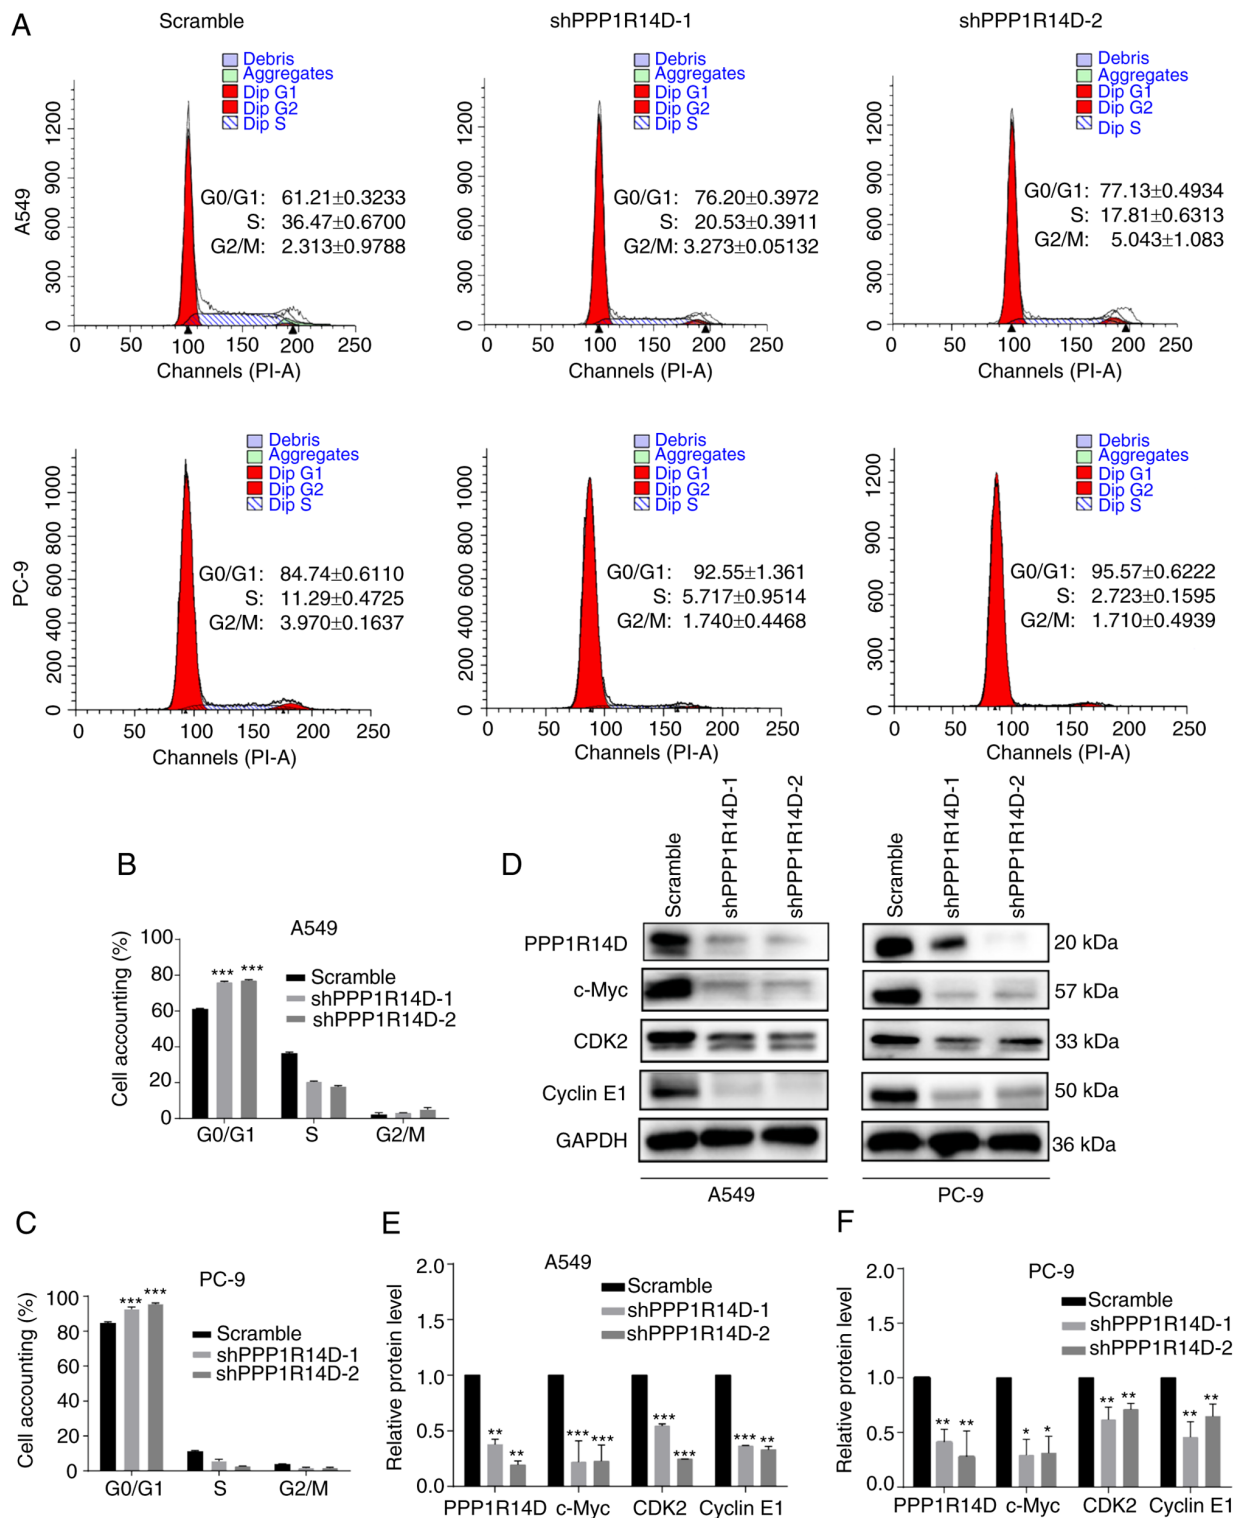 A
Scramble
shPPP1R14D-1
shPPP1R14D-2
A549
Debris
Aggregates
Dip G1
Dip G2
Dip S
1200
900
600
300
0
G0/G1: 61.21±0.3233
S: 36.47±0.6700
G2/M: 2.313±0.9788
0 50 100 150 200 250
Channels (PI-A)
Debris
Aggregates
Dip G1
Dip G2
Dip S
1200
900
600
300
0
G0/G1: 76.20±0.3972
S: 20.53±0.3911
G2/M: 3.273±0.05132
0 50 100 150 200 250
Channels (PI-A)
Debris
Aggregates
Dip G1
Dip G2
Dip S
1200
900
600
300
0
G0/G1: 77.13±0.4934
S: 17.81±0.6313
G2/M: 5.043±1.083
0 50 100 150 200 250
Channels (PI-A)
PC-9
Debris
Aggregates
Dip G1
Dip G2
Dip S
1000
800
600
400
200
0
G0/G1: 84.74±0.6110
S: 11.29±0.4725
G2/M: 3.970±0.1637
0 50 100 150 200 250
Channels (PI-A)
Debris
Aggregates
Dip G1
Dip G2
Dip S
1000
800
600
400
200
0
G0/G1: 92.55±1.361
S: 5.717±0.9514
G2/M: 1.740±0.4468
0 50 100 150 200 250
Channels (PI-A)
Debris
Aggregates
Dip G1
Dip G2
Dip S
1200
900
600
300
0
G0/G1: 95.57±0.6222
S: 2.723±0.1595
G2/M: 1.710±0.4939
0 50 100 150 200 250
Channels (PI-A)
B
A549
Cell accounting (%)
100
80
60
40
20
0
*** ***
Scramble
shPPP1R14D-1
shPPP1R14D-2
G0/G1 S G2/M
D
Scramble
shPPP1R14D-1
shPPP1R14D-2
Scramble
shPPP1R14D-1
shPPP1R14D-2
PPP1R14D 20 kDa
c-Myc 57 kDa
CDK2 33 kDa
Cyclin E1 50 kDa
GAPDH 36 kDa
A549 PC-9
C
PC-9
Cell accounting (%)
100
80
60
40
20
0
*** ***
Scramble
shPPP1R14D-1
shPPP1R14D-2
G0/G1 S G2/M
E
A549
Relative protein level
2.0
1.5
1.0
0.5
0.0
Scramble
shPPP1R14D-1
shPPP1R14D-2
** ** *** *** *** *** *** **
PPP1R14D c-Myc CDK2 Cyclin E1
F
PC-9
Relative protein level
2.0
1.5
1.0
0.5
0.0
Scramble
shPPP1R14D-1
shPPP1R14D-2
** ** * * ** ** ** **
PPP1R14D c-Myc CDK2 Cyclin E1